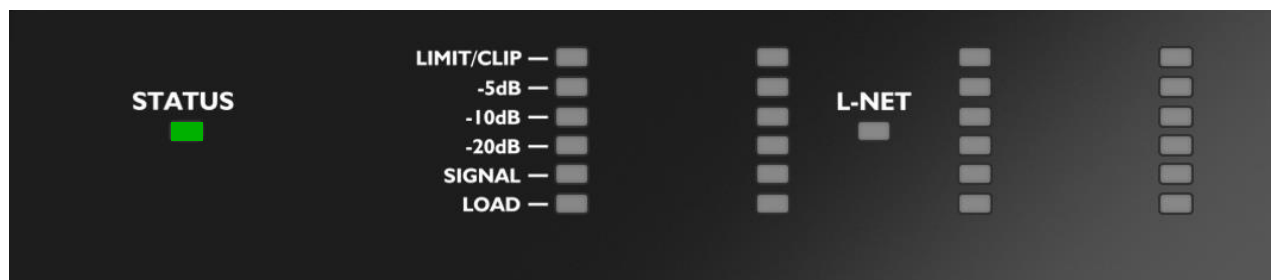 STATUS
LIMIT/CLIP
-5dB
-10dB
-20dB
SIGNAL
LOAD
L-NET